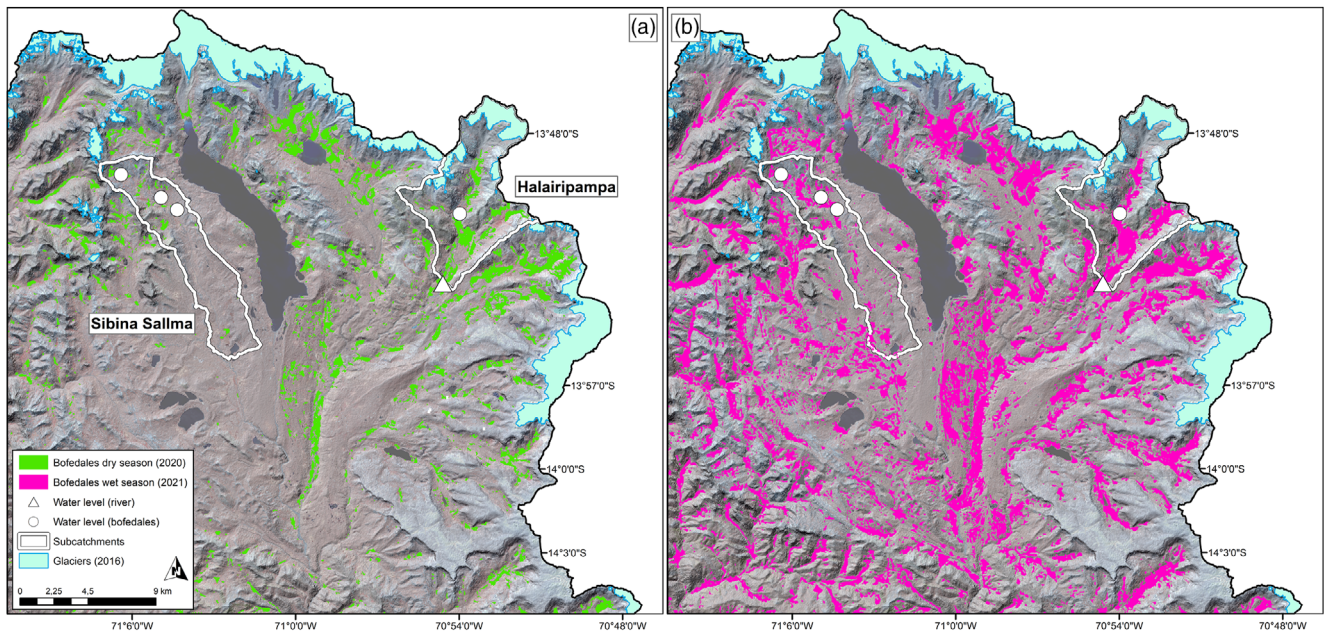 (a)
(b)
13°48'0"S
13°48'0"S
Halairipampa
Sibina Sallma
13°57'0"S
13°57'0"S
Bofedales dry season (2020)
Bofedales wet season (2021)
Water level (river)
Water level (bofedales)
Subcatchments
Glaciers (2016)
N
0 2.25 4.5 9 km
14°0'0"S
14°0'0"S
14°3'0"S
14°3'0"S
71°6'0"W 71°0'0"W 70°54'0"W 70°48'0"W
71°6'0"W 71°0'0"W 70°54'0"W 70°48'0"W